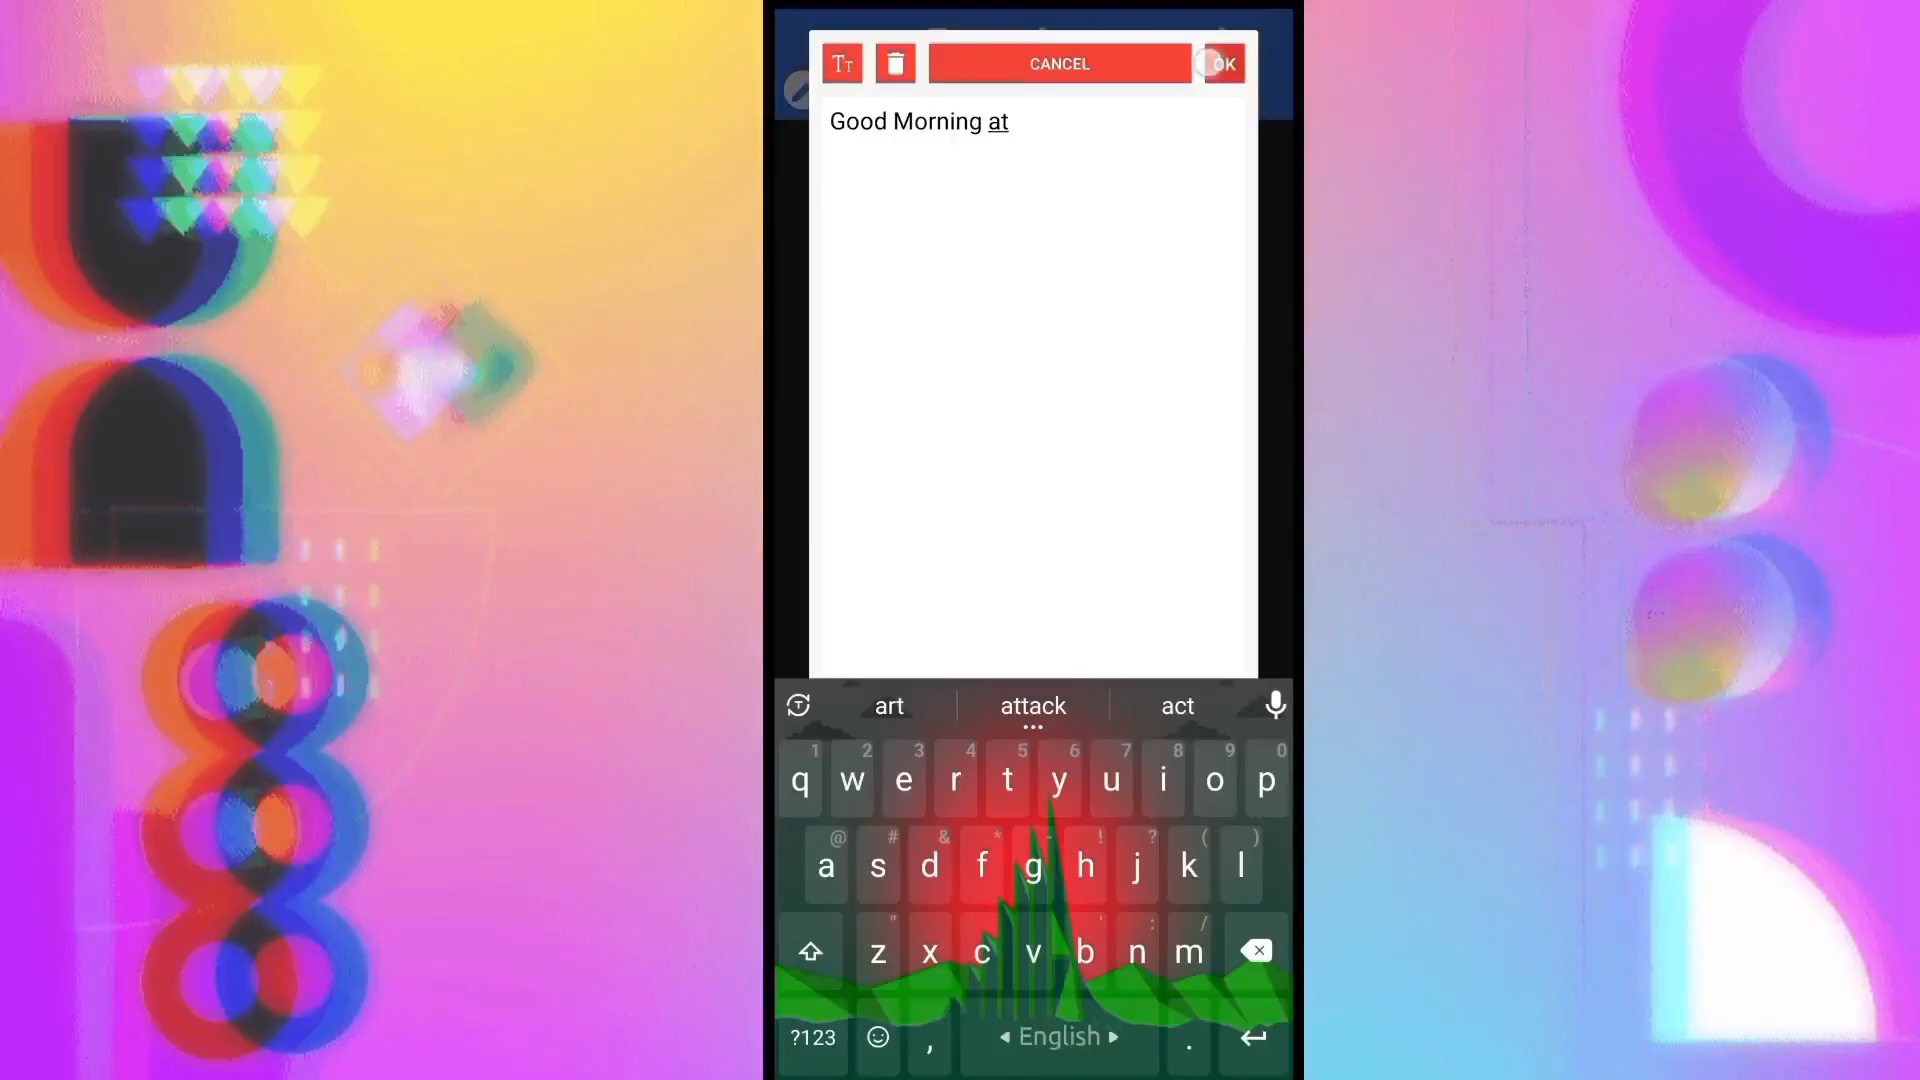 TT CANCEL OK
Good Morning at
art attack act
1 2 3 4 5 6 7 8 9 0
q w e r t y u i o p
@ # & * - ! ? ( )
a s d f g h j k l
" ' : /
z x c v b n m
?123 , English .